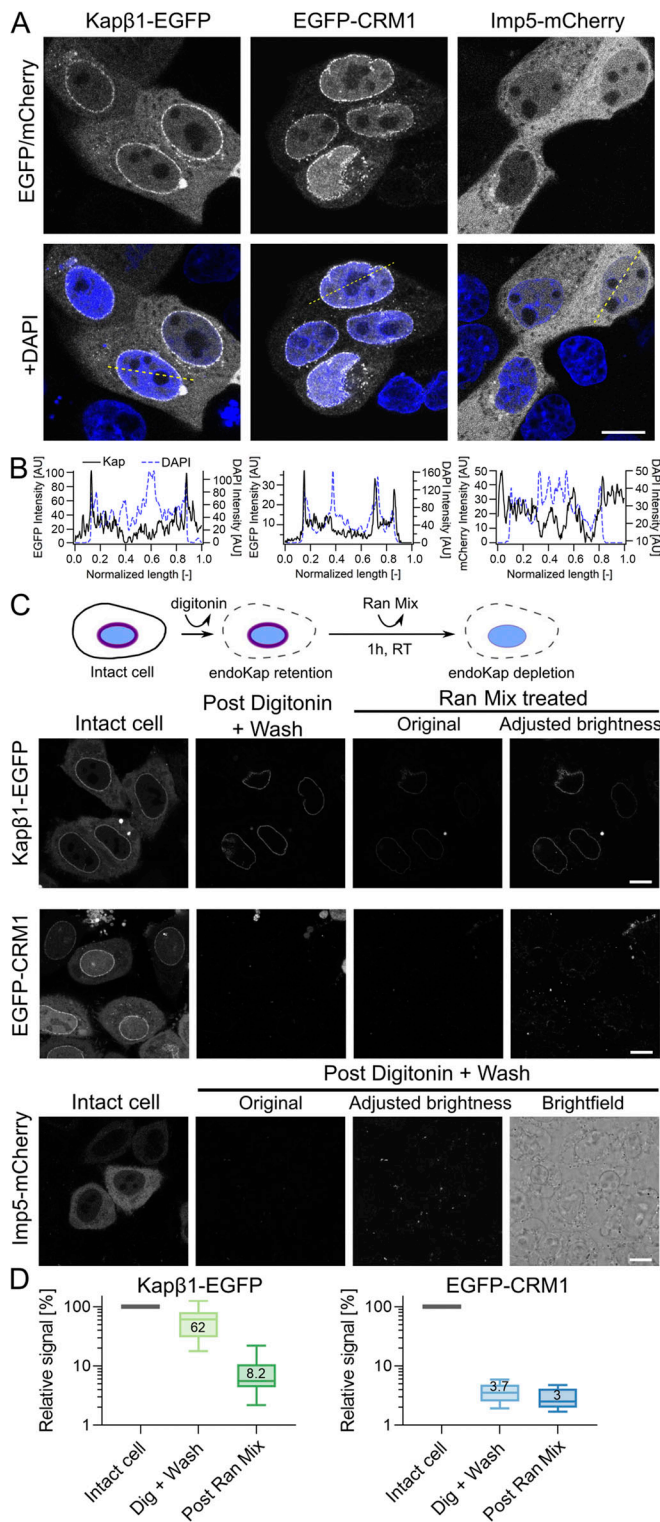 A
Kapβ1-EGFP
EGFP-CRM1
Imp5-mCherry
EGFP/mCherry
+DAPI
B
Kap
DAPI
EGFP Intensity [AU]
100
80
60
40
20
0
100
80
60
40
20
0
DAPI Intensity [AU]
0.0 0.2 0.4 0.6 0.8 1.0
Normalized length [-]
EGFP Intensity [AU]
30
20
10
0
160
120
80
40
0
DAPI Intensity [AU]
0.0 0.2 0.4 0.6 0.8 1.0
Normalized length [-]
mCherry Intensity [AU]
50
40
30
20
10
0
50
40
30
20
10
DAPI Intensity [AU]
0.0 0.2 0.4 0.6 0.8 1.0
Normalized length [-]
C
digitonin
Ran Mix
1h, RT
Intact cell
endoKap retention
endoKap depletion
Intact cell
Post Digitonin
+ Wash
Ran Mix treated
Original
Adjusted brightness
Kapβ1-EGFP
EGFP-CRM1
Post Digitonin + Wash
Intact cell
Original
Adjusted brightness
Brightfield
Imp5-mCherry
D
Kapβ1-EGFP
Relative signal [%]
100
10
1
62
8.2
Intact cell
Dig + Wash
Post Ran Mix
EGFP-CRM1
Relative signal [%]
100
10
1
3.7
3
Intact cell
Dig + Wash
Post Ran Mix